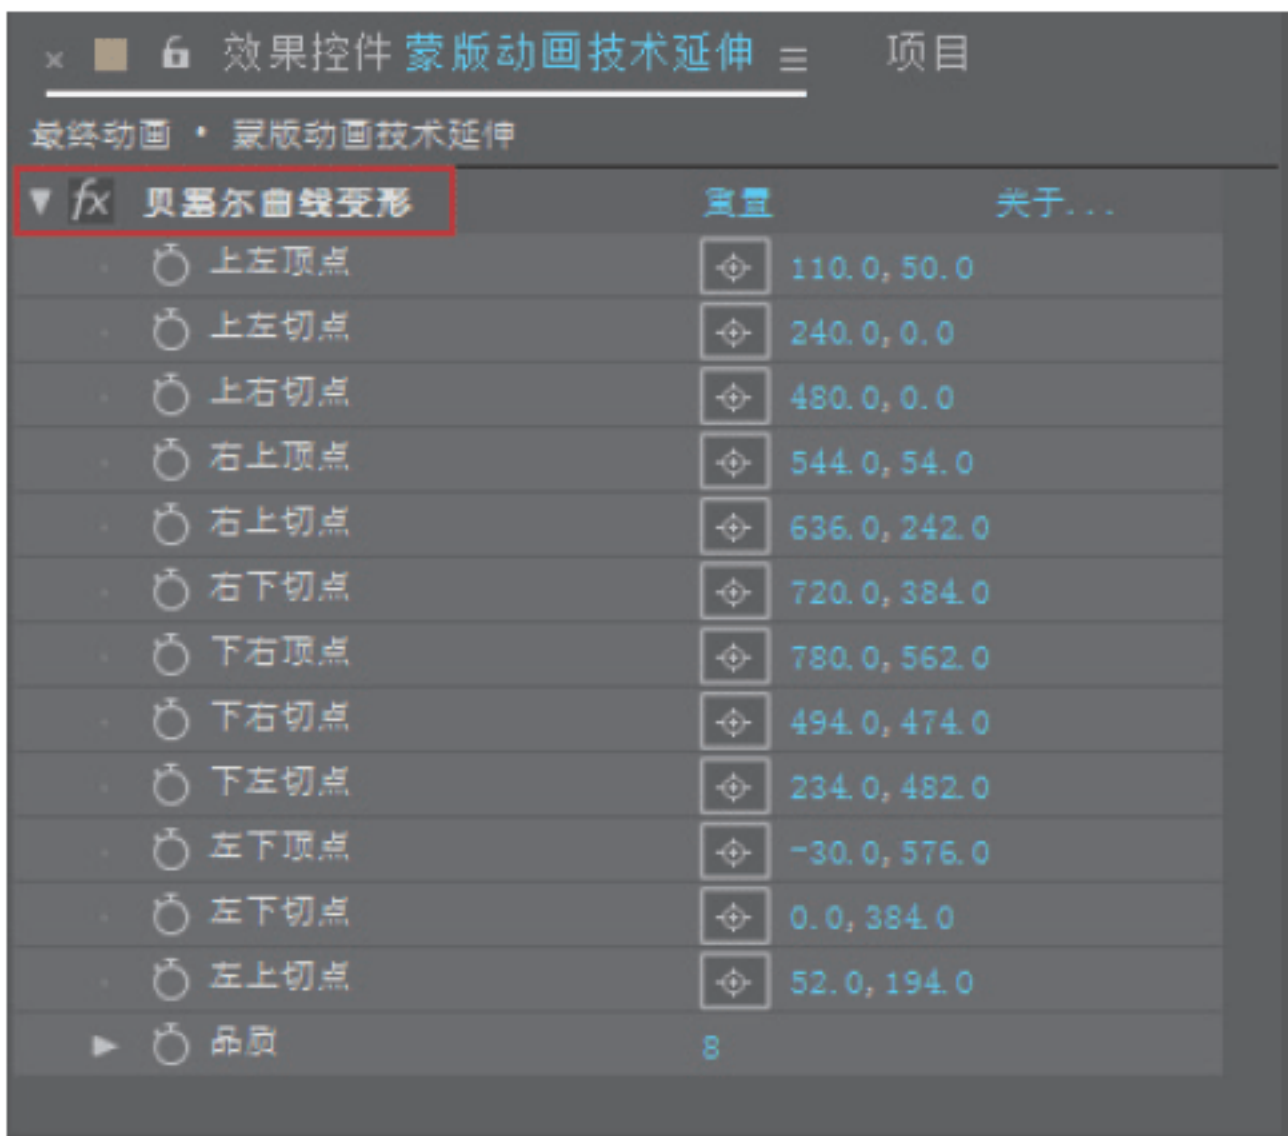 × 效果控件 蒙版动画技术延伸 ≡ 项目
最终动画 • 蒙版动画技术延伸
▼ fx 贝塞尔曲线变形 重置 关于...
上左顶点 110.0,50.0
上左切点 240.0,0.0
上右切点 480.0,0.0
右上顶点 544.0,54.0
右上切点 636.0,242.0
右下切点 720.0,384.0
下右顶点 780.0,562.0
下右切点 494.0,474.0
下左切点 234.0,482.0
左下顶点 -30.0,576.0
左下切点 0.0,384.0
左上切点 52.0,194.0
品质 8